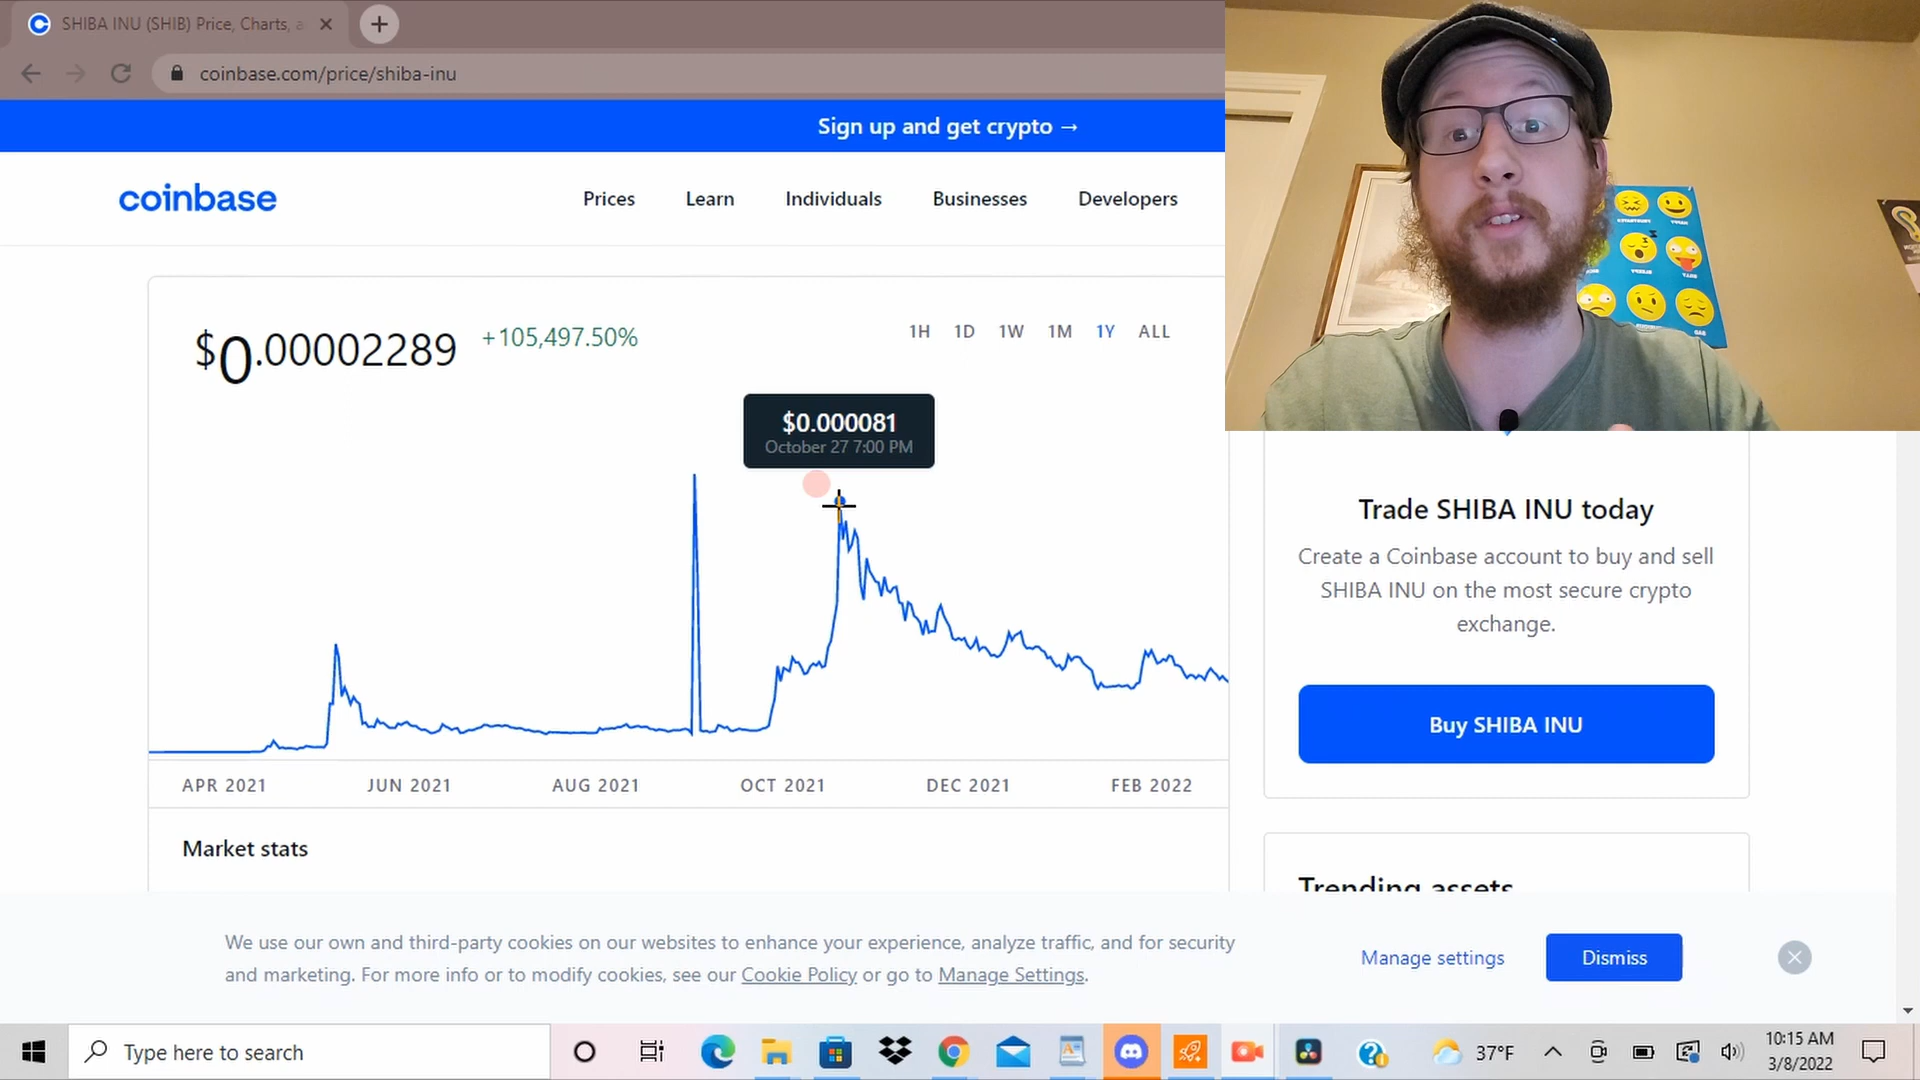 SHIBA INU (SHIB) Price, Charts, a
coinbase.com/price/shiba-inu
Sign up and get crypto →
coinbase
Prices
Learn
Individuals
Businesses
Developers
$0.00002289
+105,497.50%
1H
1D
1W
1M
1Y
ALL
$0.000081
October 27 7:00 PM
APR 2021
JUN 2021
AUG 2021
OCT 2021
DEC 2021
FEB 2022
Market stats
Trade SHIBA INU today
Create a Coinbase account to buy and sell
SHIBA INU on the most secure crypto
exchange.
Buy SHIBA INU
Trending assets
We use our own and third-party cookies on our websites to enhance your experience, analyze traffic, and for security
and marketing. For more info or to modify cookies, see our Cookie Policy or go to Manage Settings.
Manage settings
Dismiss
Type here to search
37°F
10:15 AM
3/8/2022